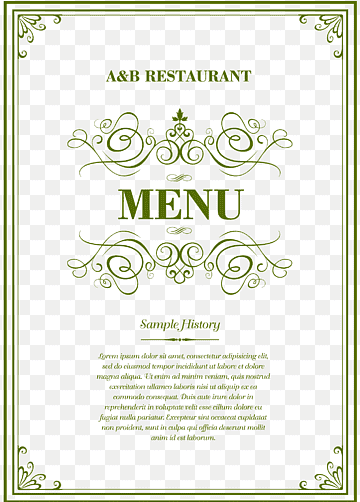 A&B RESTAURANT
MENU
Sample History
Lorem ipsum dolor sit amet, consectetur adipisicing elit,
sed do eiusmod tempor incididunt ut labore et dolore
magna aliqua. Ut enim ad minim veniam, quis nostrud
exercitation ullamco laboris nisi ut aliquip ex ea
commodo consequat. Duis aute irure dolor in
reprehenderit in voluptate velit esse cillum dolore eu
fugiat nulla pariatur. Excepteur sint occaecat cupidatat
non proident, sunt in culpa qui officia deserunt mollit
anim id est laborum.